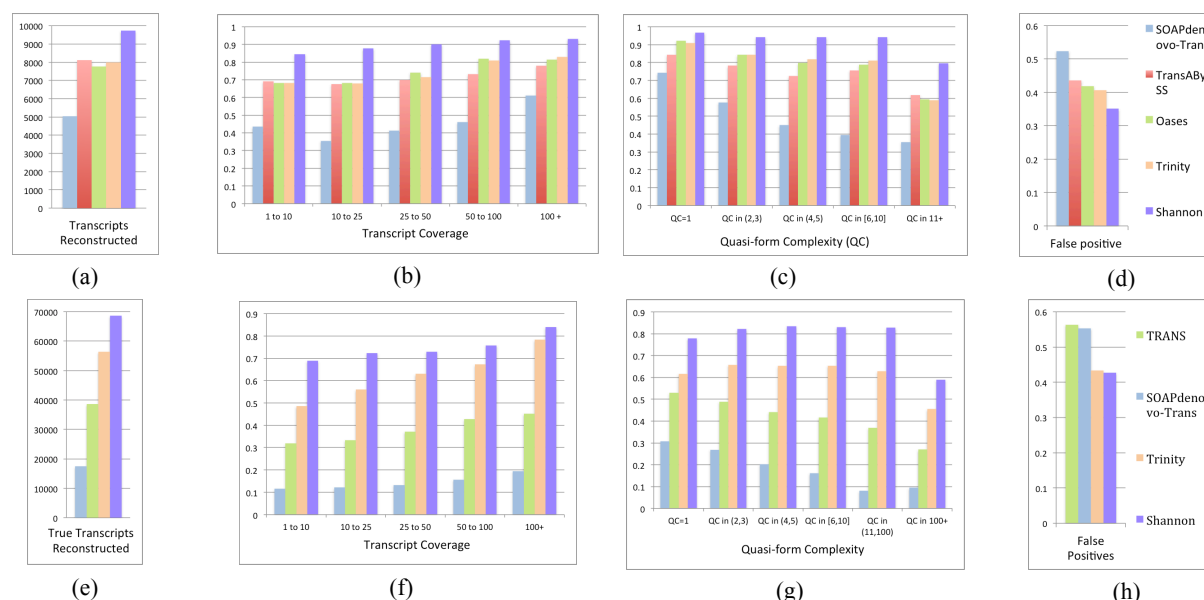 10000
9000
8000
7000
6000
5000
4000
3000
2000
1000
0
Transcripts
Reconstructed
(a)
1
0.9
0.8
0.7
0.6
0.5
0.4
0.3
0.2
0.1
0
1 to 10
10 to 25
25 to 50
50 to 100
100 +
Transcript Coverage
(b)
1
0.9
0.8
0.7
0.6
0.5
0.4
0.3
0.2
0.1
0
QC=1
QC in (2,3)
QC in (4,5)
QC in [6,10]
QC in 11+
Quasi-form Complexity (QC)
(c)
0.6
0.5
0.4
0.3
0.2
0.1
0
False positive
(d)
SOAPden
ovo-Tran
TransABy
SS
Oases
Trinity
Shannon
70000
60000
50000
40000
30000
20000
10000
0
True Transcripts
Reconstructed
(e)
0.9
0.8
0.7
0.6
0.5
0.4
0.3
0.2
0.1
0
1 to 10
10 to 25
25 to 50
50 to 100
100+
Transcript Coverage
(f)
0.9
0.8
0.7
0.6
0.5
0.4
0.3
0.2
0.1
0
QC=1
QC in (2,3)
QC in (4,5)
QC in [6,10]
QC in
(11,100)
QC in 100+
Quasi-form Complexity
(g)
0.6
0.5
0.4
0.3
0.2
0.1
0
False
Positives
(h)
TRANS
SOAPdeno
vo-Trans
Trinity
Shannon